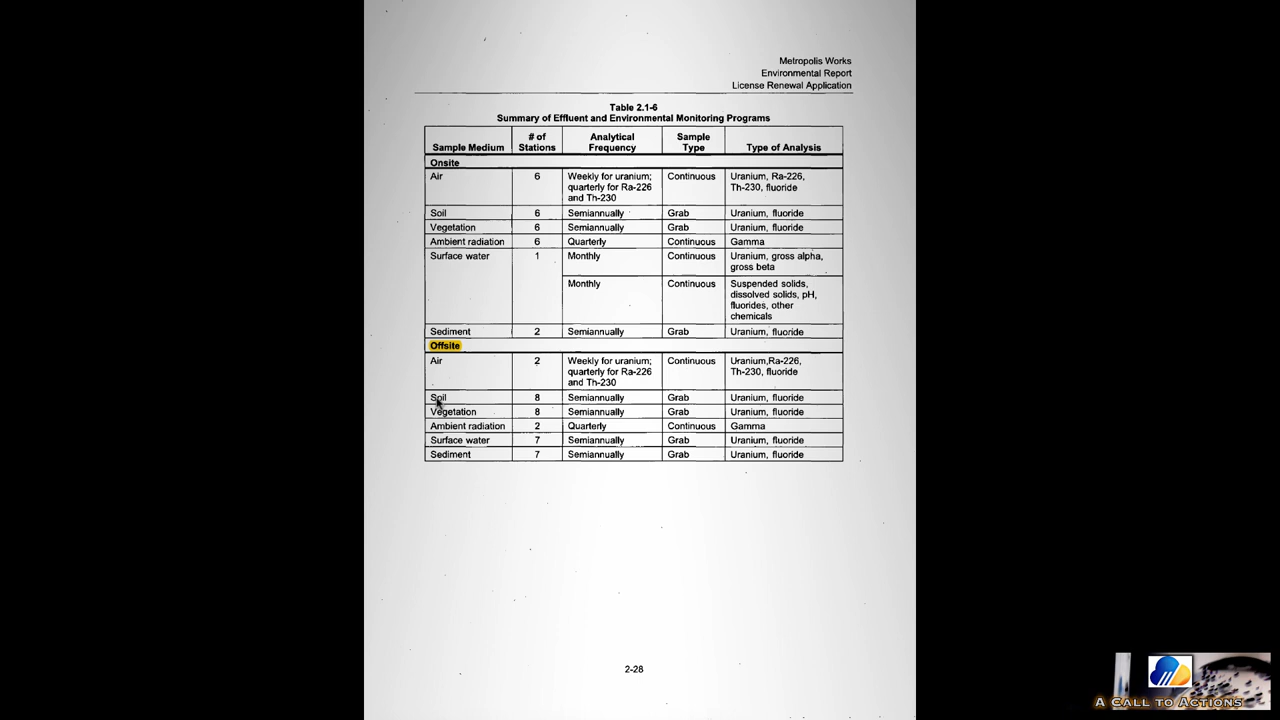 Metropolis Works
Environmental Report
License Renewal Application
Table 2.1-6
Summary of Effluent and Environmental Monitoring Programs
Sample Medium # of Stations Analytical Frequency Sample Type Type of Analysis
Onsite
Air 6 Weekly for uranium; quarterly for Ra-226 and Th-230 Continuous Uranium, Ra-226, Th-230, fluoride
Soil 6 Semiannually Grab Uranium, fluoride
Vegetation 6 Semiannually Grab Uranium, fluoride
Ambient radiation 6 Quarterly Continuous Gamma
Surface water 1 Monthly Continuous Uranium, gross alpha, gross beta
Monthly Continuous Suspended solids, dissolved solids, pH, fluorides, other chemicals
Sediment 2 Semiannually Grab Uranium, fluoride
Offsite
Air 2 Weekly for uranium; quarterly for Ra-226 and Th-230 Continuous Uranium,Ra-226, Th-230, fluoride
Soil 8 Semiannually Grab Uranium, fluoride
Vegetation 8 Semiannually Grab Uranium, fluoride
Ambient radiation 2 Quarterly Continuous Gamma
Surface water 7 Semiannually Grab Uranium, fluoride
Sediment 7 Semiannually Grab Uranium, fluoride
2-28
A CALL TO ACTIONS